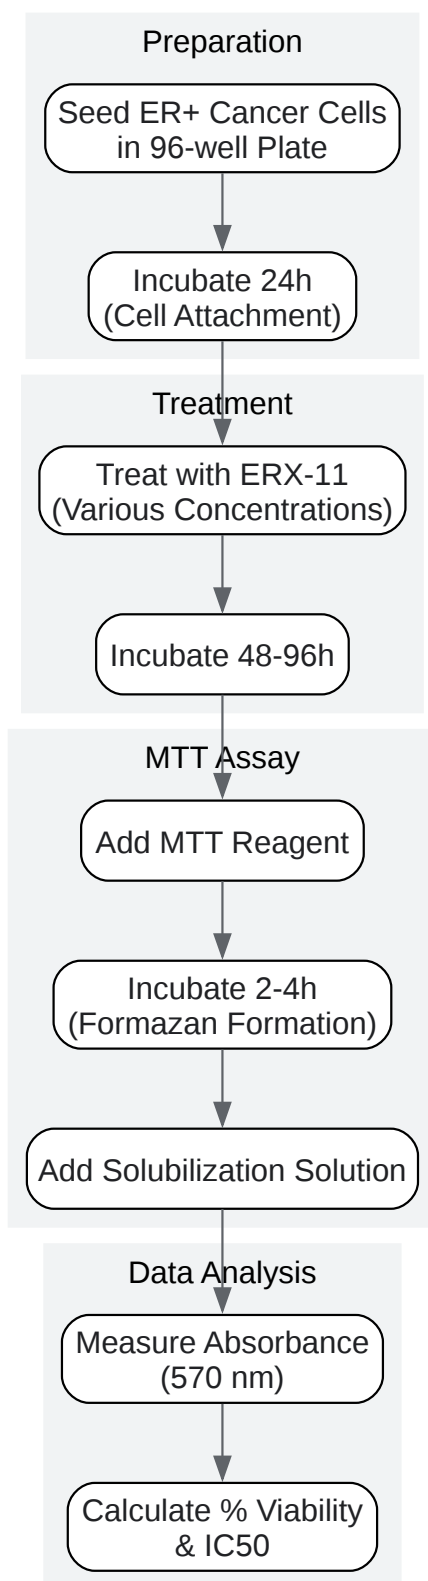 Preparation
Seed ER+ Cancer Cells
in 96-well Plate
Incubate 24h
(Cell Attachment)
Treatment
Treat with ERX-11
(Various Concentrations)
Incubate 48-96h
MTT Assay
Add MTT Reagent
Incubate 2-4h
(Formazan Formation)
Add Solubilization Solution
Data Analysis
Measure Absorbance
(570 nm)
Calculate % Viability
& IC50